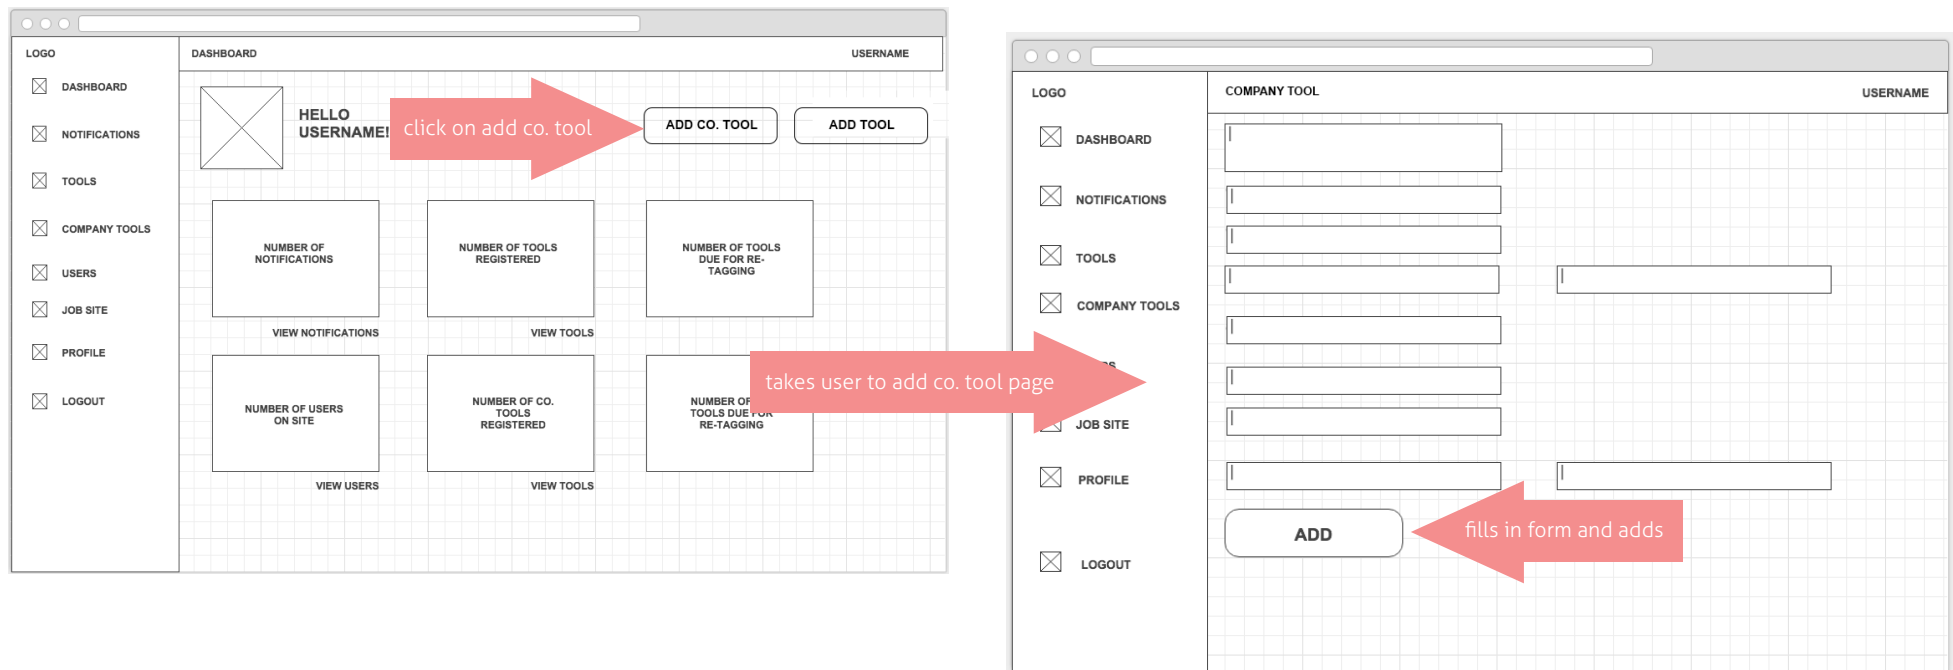 LOGO
DASHBOARD
USERNAME
DASHBOARD
NOTIFICATIONS
TOOLS
COMPANY TOOLS
USERS
JOB SITE
PROFILE
LOGOUT
HELLO
USERNAME!
click on add co. tool
ADD CO. TOOL
ADD TOOL
NUMBER OF
NOTIFICATIONS
VIEW NOTIFICATIONS
NUMBER OF TOOLS
REGISTERED
VIEW TOOLS
NUMBER OF TOOLS
DUE FOR RE-
TAGGING
NUMBER OF USERS
ON SITE
VIEW USERS
NUMBER OF CO.
TOOLS
REGISTERED
VIEW TOOLS
NUMBER OF
TOOLS DUE FOR
RE-TAGGING
takes user to add co. tool page
LOGO
COMPANY TOOL
USERNAME
DASHBOARD
NOTIFICATIONS
TOOLS
COMPANY TOOLS
JOB SITE
PROFILE
LOGOUT
ADD
fills in form and adds